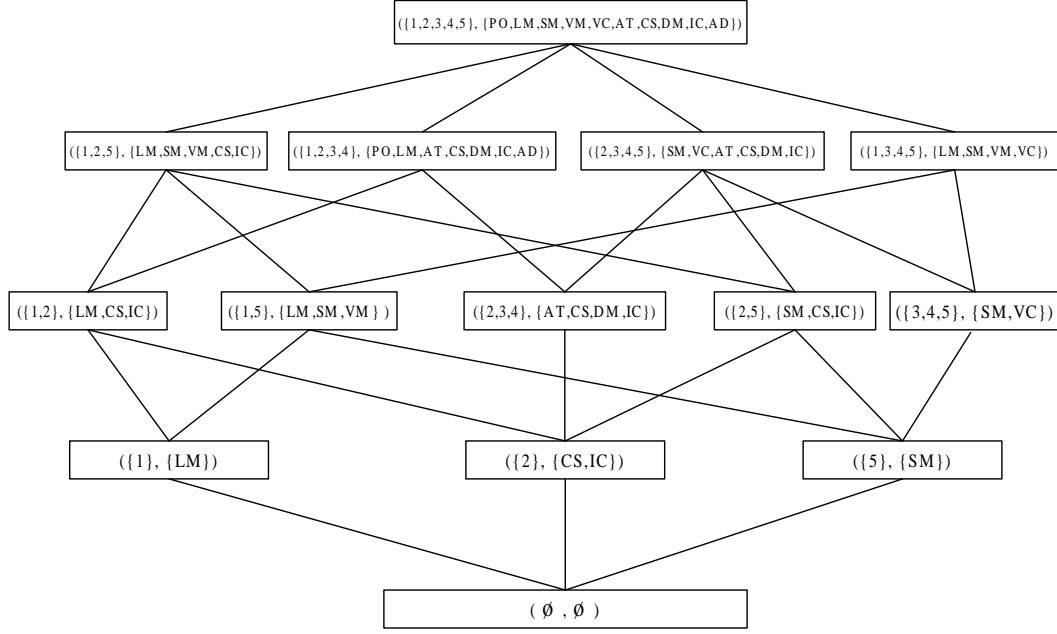 ({1,2,3,4,5}, {PO,LM,SM,VM,VC,AT,CS,DM,IC,AD})
({1,2,5}, {LM,SM,VM,CS,IC})
({1,2,3,4}, {PO,LM,AT,CS,DM,IC,AD})
({2,3,4,5}, {SM,VC,AT,CS,DM,IC})
({1,3,4,5}, {LM,SM,VM,VC})
({1,2}, {LM,CS,IC})
({1,5}, {LM,SM,VM} )
({2,3,4}, {AT,CS,DM,IC})
({2,5}, {SM,CS,IC})
({3,4,5}, {SM,VC})
({1}, {LM})
({2}, {CS,IC})
({5}, {SM})
( Ø , Ø )